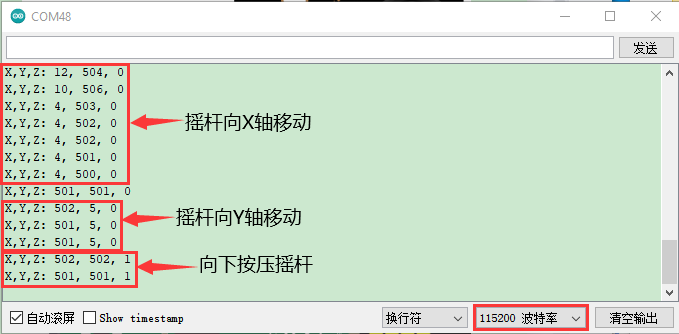 COM48
发送
X,Y,Z: 12, 504, 0
X,Y,Z: 10, 506, 0
X,Y,Z: 4, 503, 0
X,Y,Z: 4, 502, 0
摇杆向X轴移动
X,Y,Z: 4, 502, 0
X,Y,Z: 4, 501, 0
X,Y,Z: 4, 500, 0
X,Y,Z: 501, 501, 0
X,Y,Z: 502, 5, 0
X,Y,Z: 501, 5, 0
摇杆向Y轴移动
X,Y,Z: 501, 5, 0
X,Y,Z: 502, 502, 1
向下按压摇杆
X,Y,Z: 501, 501, 1
自动滚屏 Show timestamp 换行符 115200 波特率 清空输出